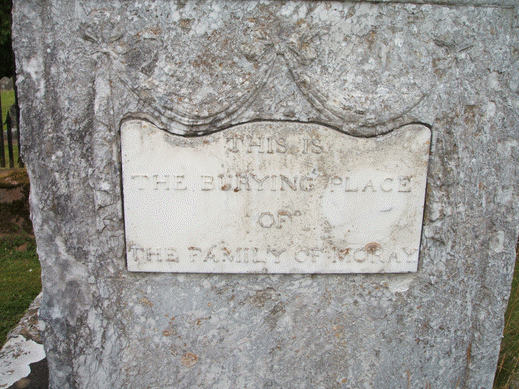 THIS IS
THE BURYING PLACE
OF
THE FAMILY OF MORAY